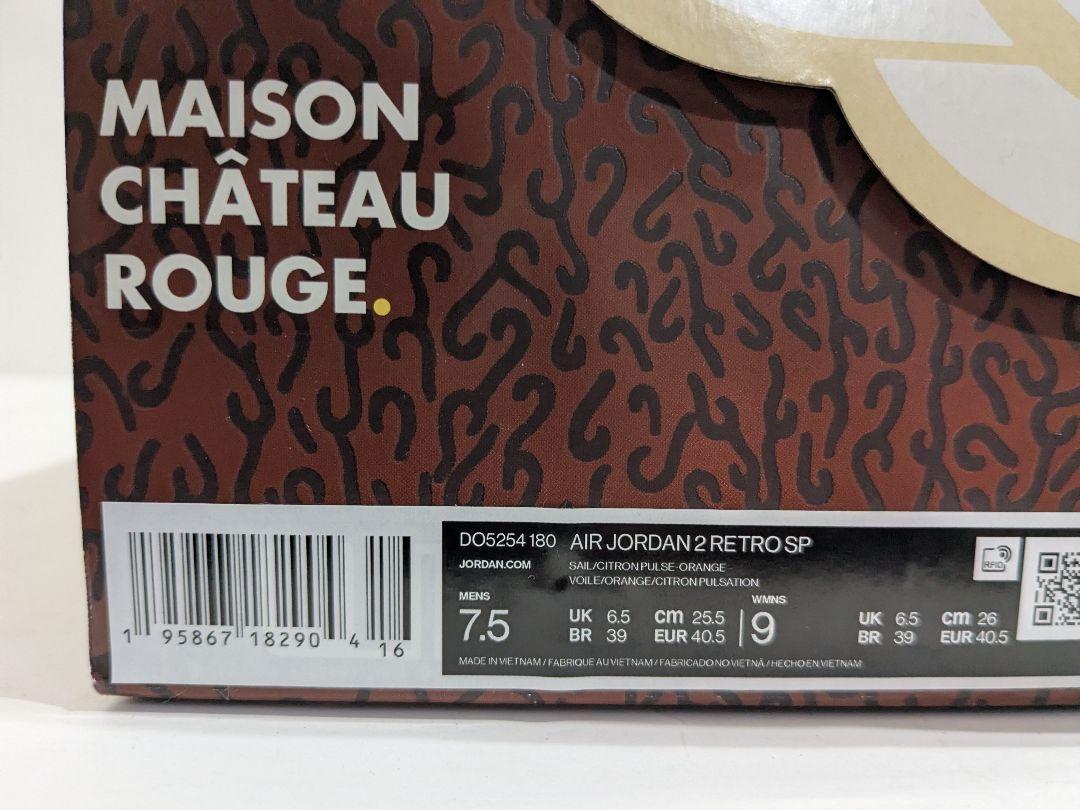 MAISON
CHÂTEAU
ROUGE.
DO5254 180 AIR JORDAN 2 RETRO SP
JORDAN.COM SAIL/CITRON PULSE-ORANGE
VOILE/ORANGE/CITRON PULSATION
MENS WMNS
7.5 UK 6.5 cm 25.5 9 UK 6.5 cm 26
BR 39 EUR 40.5 BR 39 EUR 40.5
MADE IN VIETNAM / FABRIQUE AU VIETNAM / FABRICADO NO VIETNÃ / HECHO EN VIETNAM
RFID
1 95867 18290 4 16